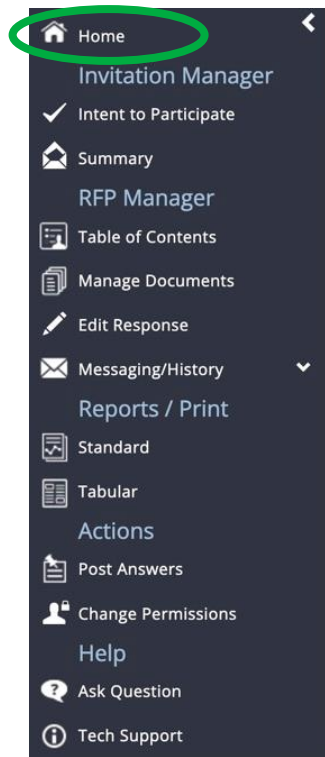 Home
Invitation Manager
Intent to Participate
Summary
RFP Manager
Table of Contents
Manage Documents
Edit Response
Messaging/History
Reports / Print
Standard
Tabular
Actions
Post Answers
Change Permissions
Help
Ask Question
Tech Support